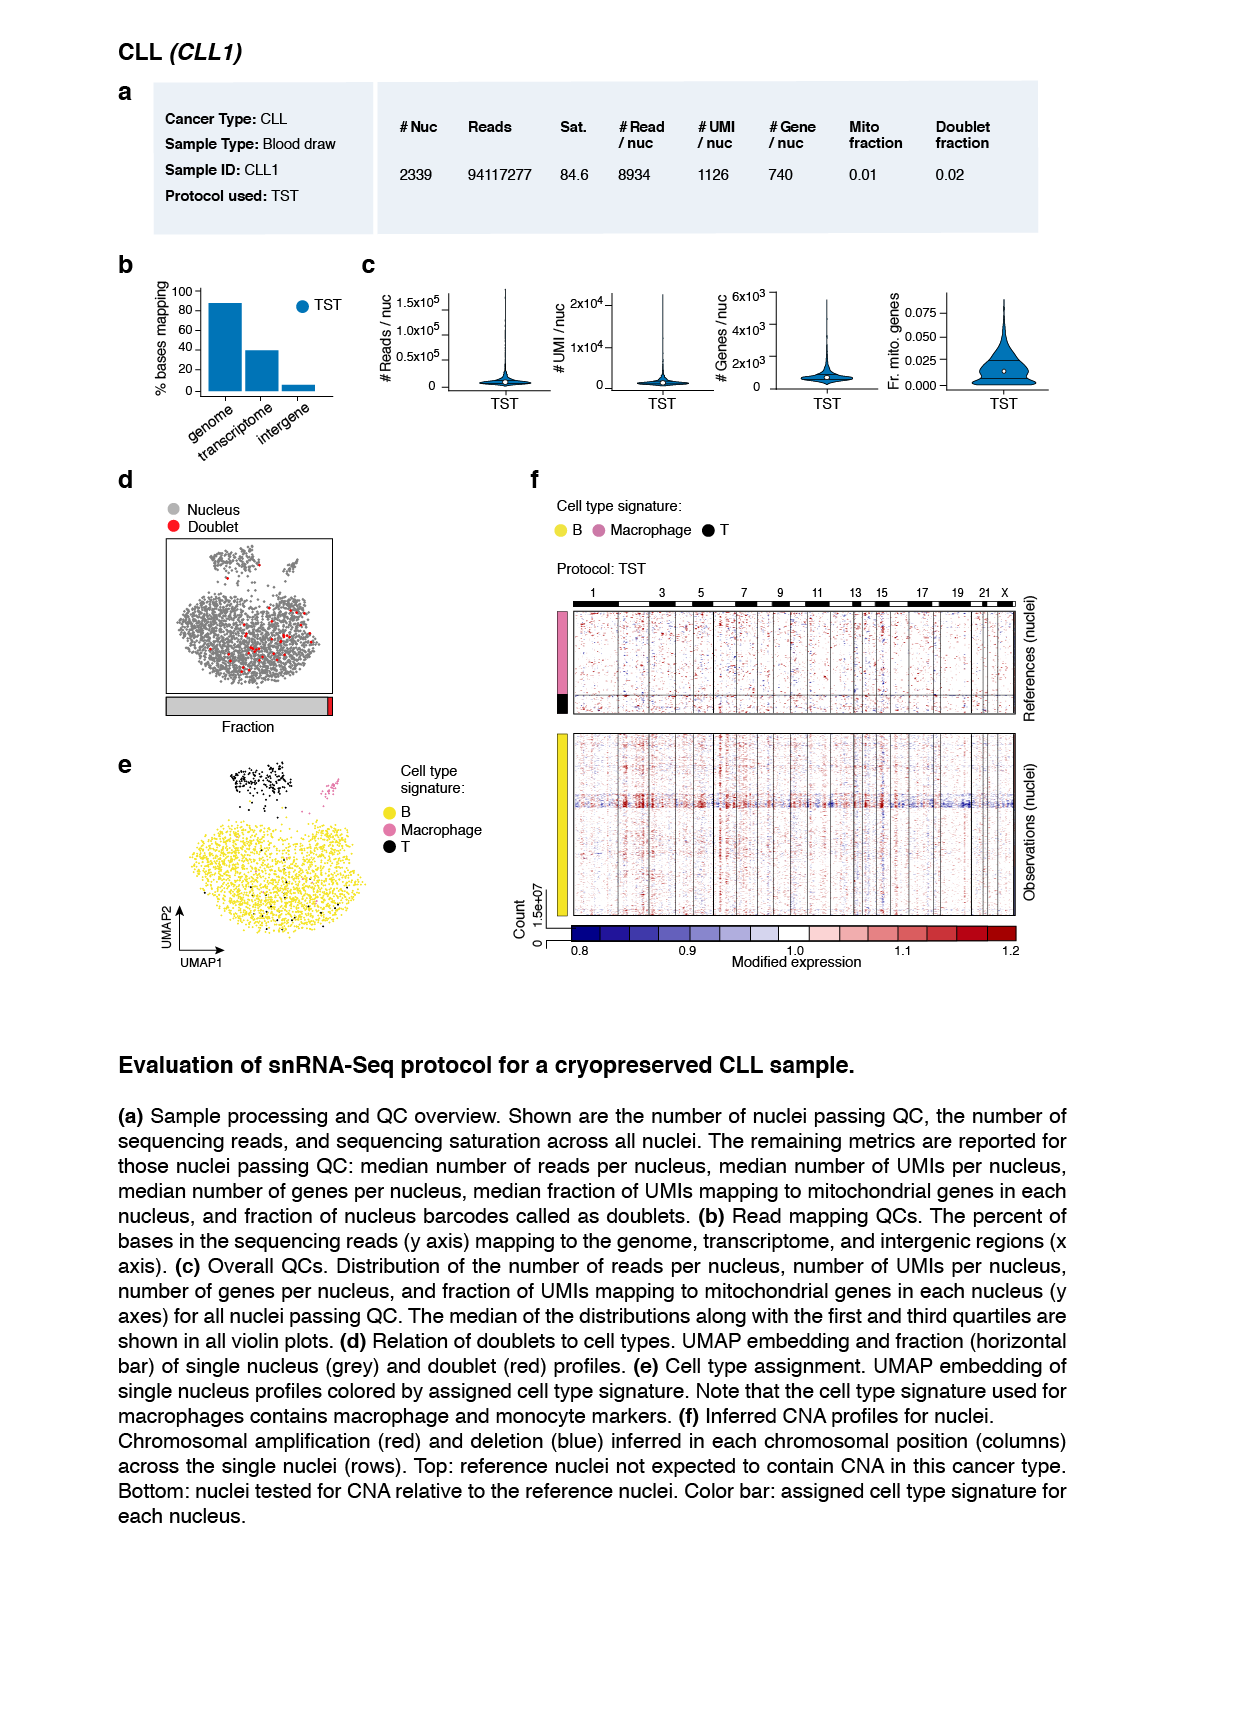 CLL (CLL1)
a
Cancer Type: CLL
Sample Type: Blood draw
Sample ID: CLL1
Protocol used: TST
# Nuc Reads Sat. # Read / nuc # UMI / nuc # Gene / nuc Mito fraction Doublet fraction
2339 94117277 84.6 8934 1126 740 0.01 0.02
b
% bases mapping
100
80
60
40
20
0
TST
genome
transcriptome
intergene
c
# Reads / nuc
1.5x10⁵
1.0x10⁵
0.5x10⁵
0
TST
# UMI / nuc
2x10⁴
1x10⁴
0
TST
# Genes / nuc
6x10³
4x10³
2x10³
0
TST
Fr. mito. genes
0.075
0.050
0.025
0.000
TST
d
Nucleus
Doublet
Fraction
e
Cell type
signature:
B
Macrophage
T
UMAP2
UMAP1
f
Cell type signature:
B Macrophage T
Protocol: TST
1 3 5 7 9 11 13 15 17 19 21 X
References (nuclei)
Observations (nuclei)
Count
0 1.5e+07
0.8 0.9 1.0 1.1 1.2
Modified expression
Evaluation of snRNA-Seq protocol for a cryopreserved CLL sample.
(a) Sample processing and QC overview. Shown are the number of nuclei passing QC, the number of
sequencing reads, and sequencing saturation across all nuclei. The remaining metrics are reported for
those nuclei passing QC: median number of reads per nucleus, median number of UMIs per nucleus,
median number of genes per nucleus, median fraction of UMIs mapping to mitochondrial genes in each
nucleus, and fraction of nucleus barcodes called as doublets. (b) Read mapping QCs. The percent of
bases in the sequencing reads (y axis) mapping to the genome, transcriptome, and intergenic regions (x
axis). (c) Overall QCs. Distribution of the number of reads per nucleus, number of UMIs per nucleus,
number of genes per nucleus, and fraction of UMIs mapping to mitochondrial genes in each nucleus (y
axes) for all nuclei passing QC. The median of the distributions along with the first and third quartiles are
shown in all violin plots. (d) Relation of doublets to cell types. UMAP embedding and fraction (horizontal
bar) of single nucleus (grey) and doublet (red) profiles. (e) Cell type assignment. UMAP embedding of
single nucleus profiles colored by assigned cell type signature. Note that the cell type signature used for
macrophages contains macrophage and monocyte markers. (f) Inferred CNA profiles for nuclei.
Chromosomal amplification (red) and deletion (blue) inferred in each chromosomal position (columns)
across the single nuclei (rows). Top: reference nuclei not expected to contain CNA in this cancer type.
Bottom: nuclei tested for CNA relative to the reference nuclei. Color bar: assigned cell type signature for
each nucleus.